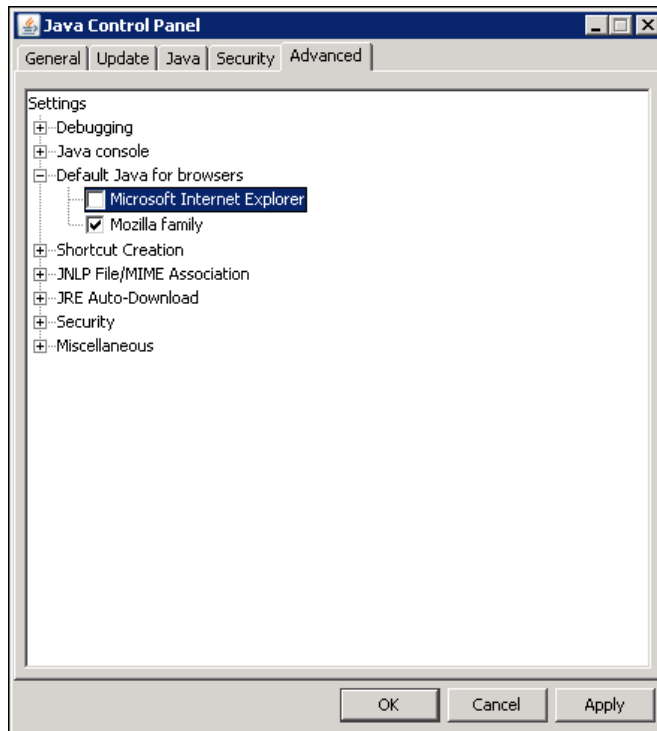 Java Control Panel
General Update Java Security Advanced
Settings
Debugging
Java console
Default Java for browsers
Microsoft Internet Explorer
Mozilla family
Shortcut Creation
JNLP File/MIME Association
JRE Auto-Download
Security
Miscellaneous
OK Cancel Apply